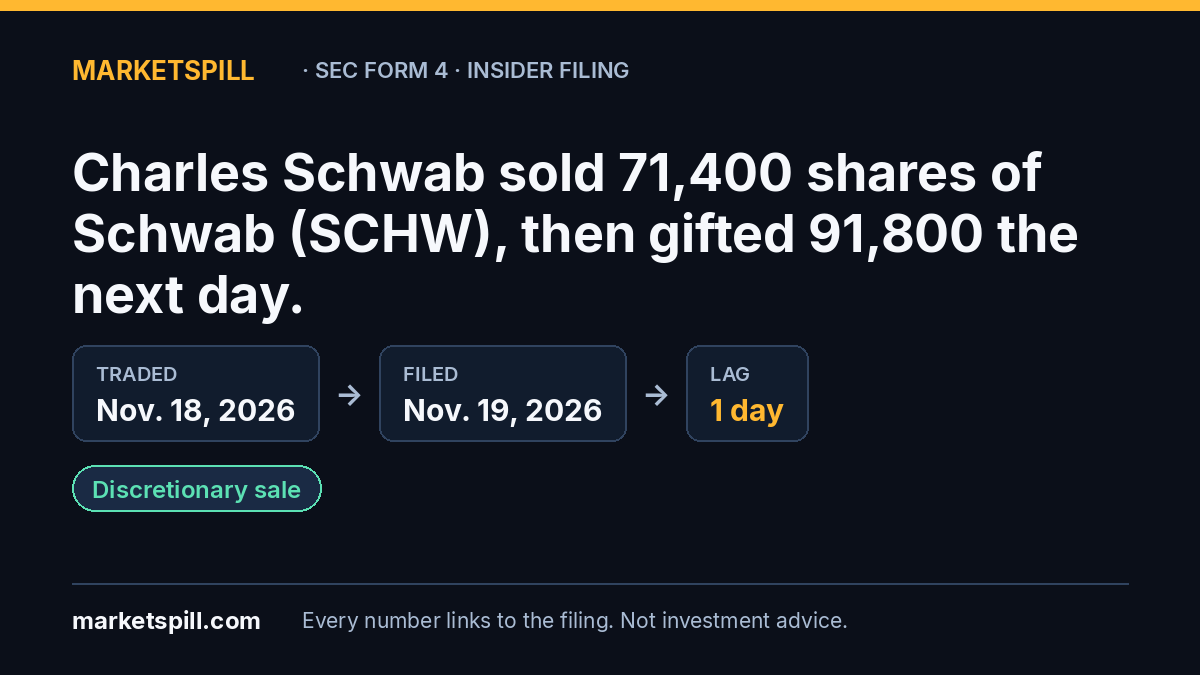 MARKETSPILL · SEC FORM 4 · INSIDER FILING
Charles Schwab sold 71,400 shares of
Schwab (SCHW), then gifted 91,800 the
next day.
TRADED
Nov. 18, 2026
→
FILED
Nov. 19, 2026
→
LAG
1 day
Discretionary sale
marketspill.com Every number links to the filing. Not investment advice.